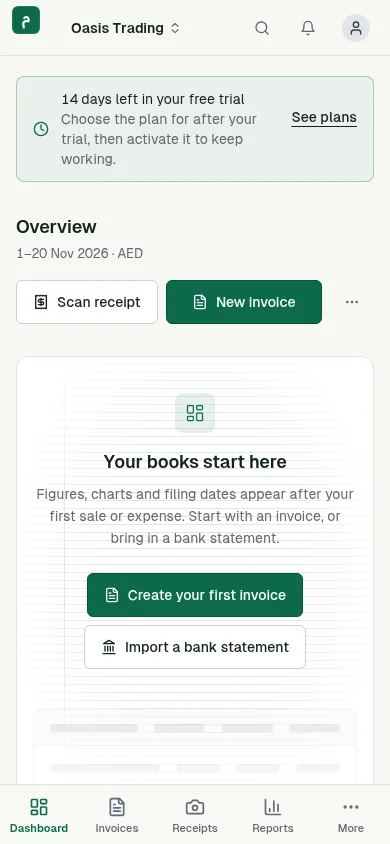 Oasis Trading
14 days left in your free trial
Choose the plan for after your
trial, then activate it to keep
working.
See plans
Overview
1–20 Nov 2026 · AED
Scan receipt
New invoice
Your books start here
Figures, charts and filing dates appear after your
first sale or expense. Start with an invoice, or
bring in a bank statement.
Create your first invoice
Import a bank statement
Dashboard
Invoices
Receipts
Reports
More